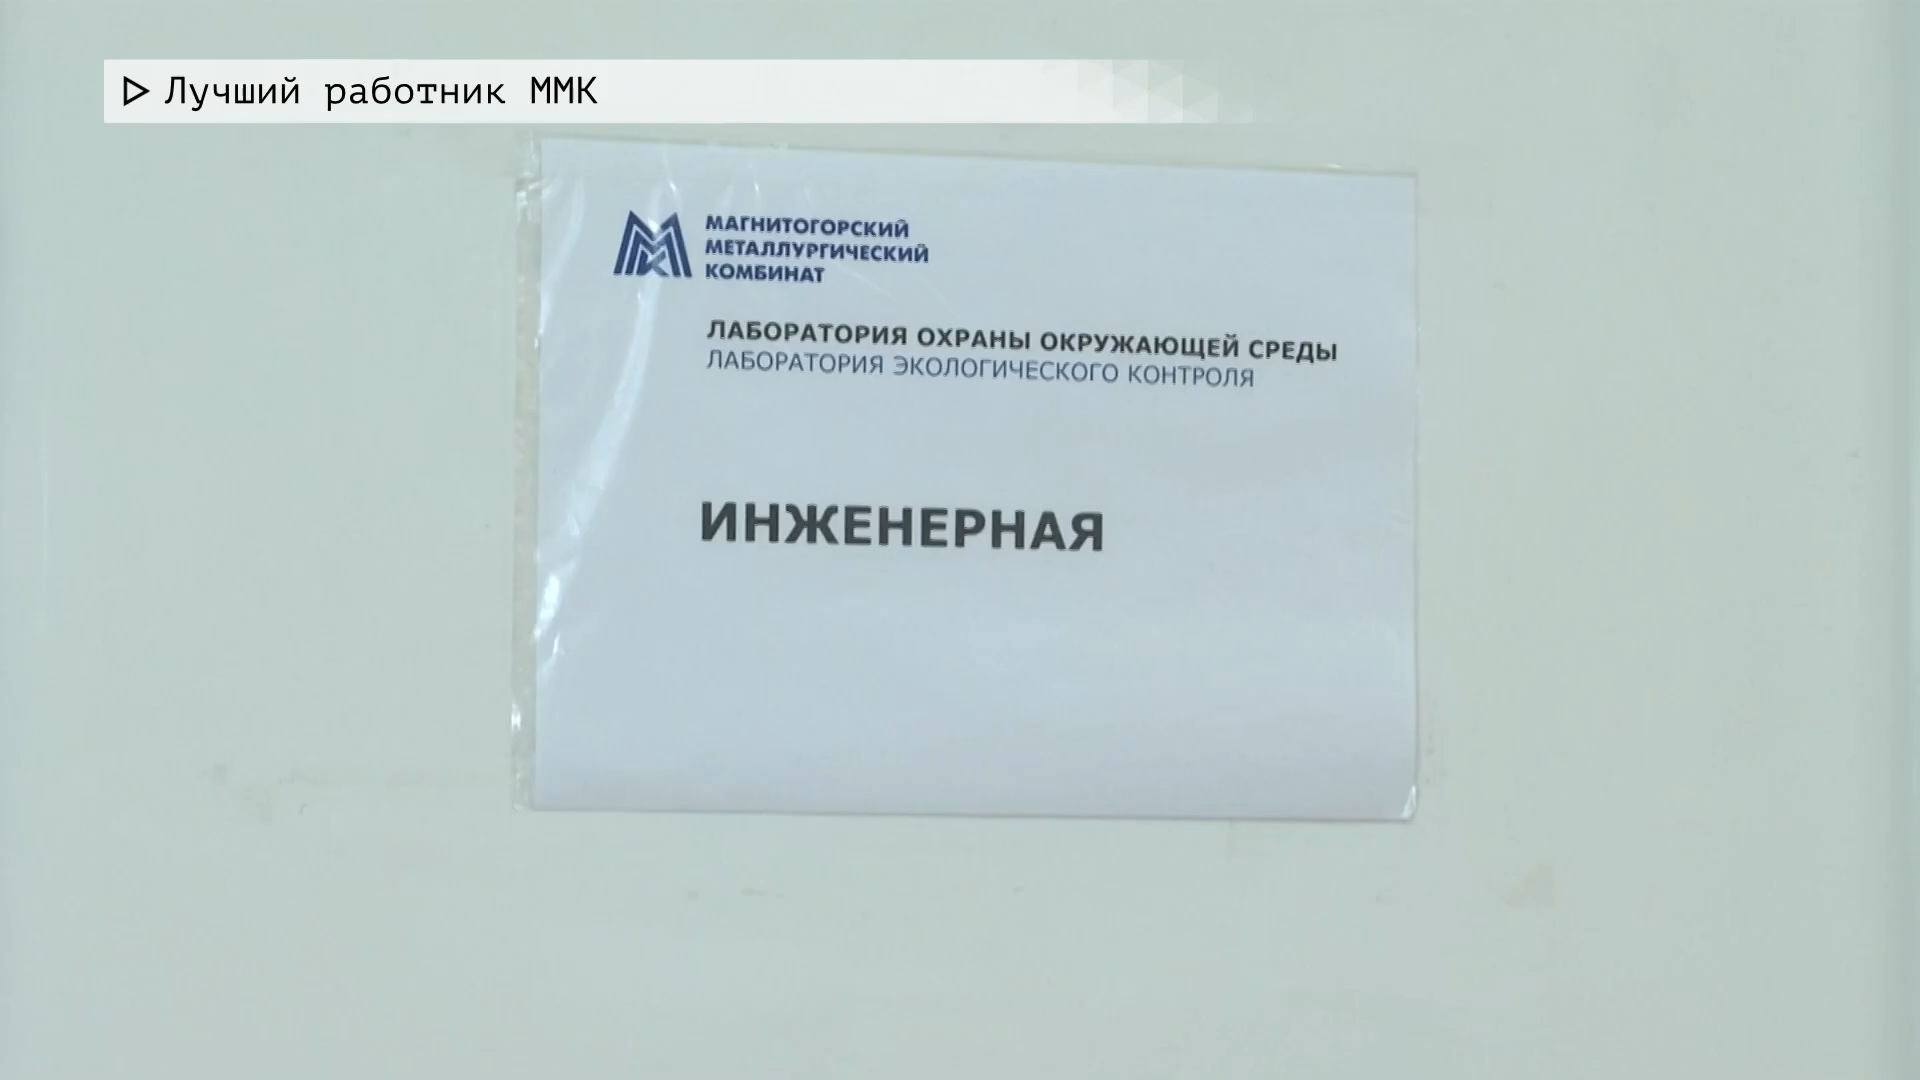 Лучший работник ММК
МАГНИТОГОРСКИЙ
МЕТАЛЛУРГИЧЕСКИЙ
КОМБИНАТ
ЛАБОРАТОРИЯ ОХРАНЫ ОКРУЖАЮЩЕЙ СРЕДЫ
ЛАБОРАТОРИЯ ЭКОЛОГИЧЕСКОГО КОНТРОЛЯ
ИНЖЕНЕРНАЯ